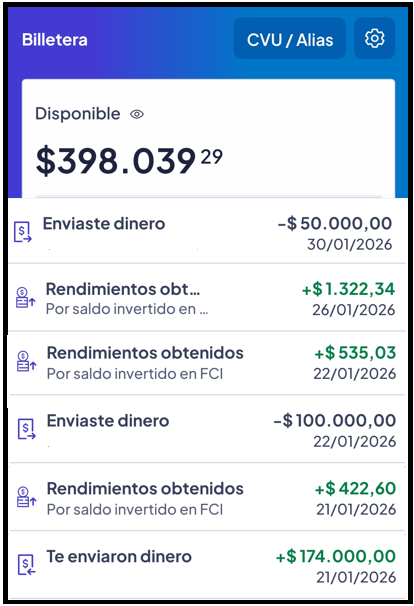 Billetera
CVU / Alias
Disponible
$398.039 29
Enviaste dinero
-$ 50.000,00
30/01/2026
Rendimientos obt...
+$ 1.322,34
Por saldo invertido en ...
26/01/2026
Rendimientos obtenidos
+$ 535,03
Por saldo invertido en FCI
22/01/2026
Enviaste dinero
-$ 100.000,00
22/01/2026
Rendimientos obtenidos
+$ 422,60
Por saldo invertido en FCI
21/01/2026
Te enviaron dinero
+$ 174.000,00
21/01/2026